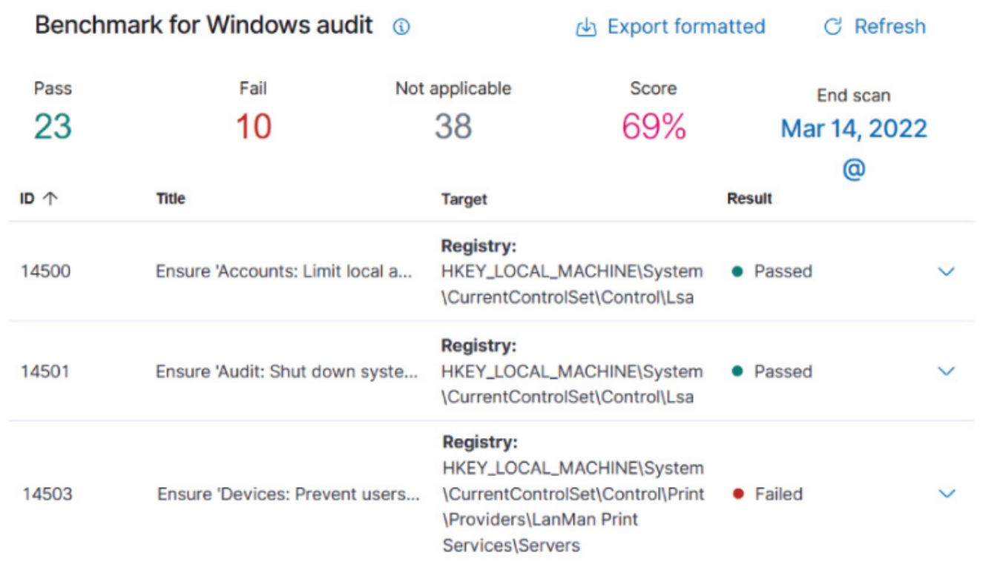 Benchmark for Windows audit Export formatted Refresh
Pass Fail Not applicable Score End scan
23 10 38 69% Mar 14, 2022
@
ID ↑ Title Target Result
Registry:
14500 Ensure 'Accounts: Limit local a... HKEY_LOCAL_MACHINE\System Passed
\CurrentControlSet\Control\Lsa
Registry:
14501 Ensure 'Audit: Shut down syste... HKEY_LOCAL_MACHINE\System Passed
\CurrentControlSet\Control\Lsa
Registry:
HKEY_LOCAL_MACHINE\System
14503 Ensure 'Devices: Prevent users... \CurrentControlSet\Control\Print Failed
\Providers\LanMan Print
Services\Servers